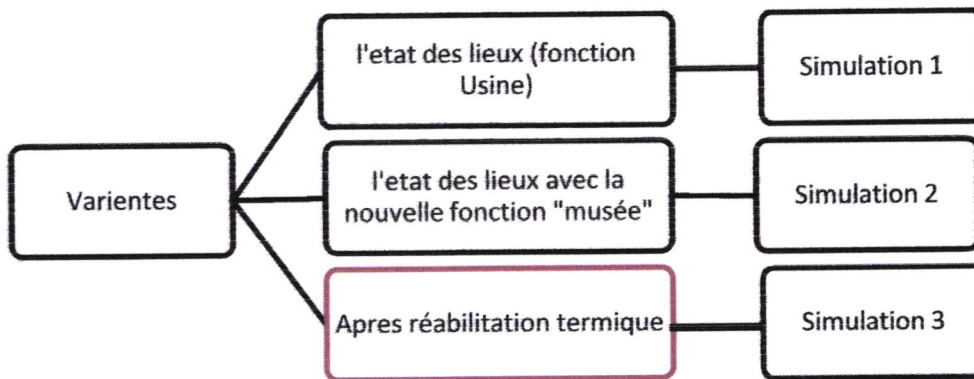 l'etat des lieux (fonction
Usine)
Simulation 1
Varientes
l'etat des lieux avec la
nouvelle fonction "musée"
Simulation 2
Apres réabilitation termique
Simulation 3